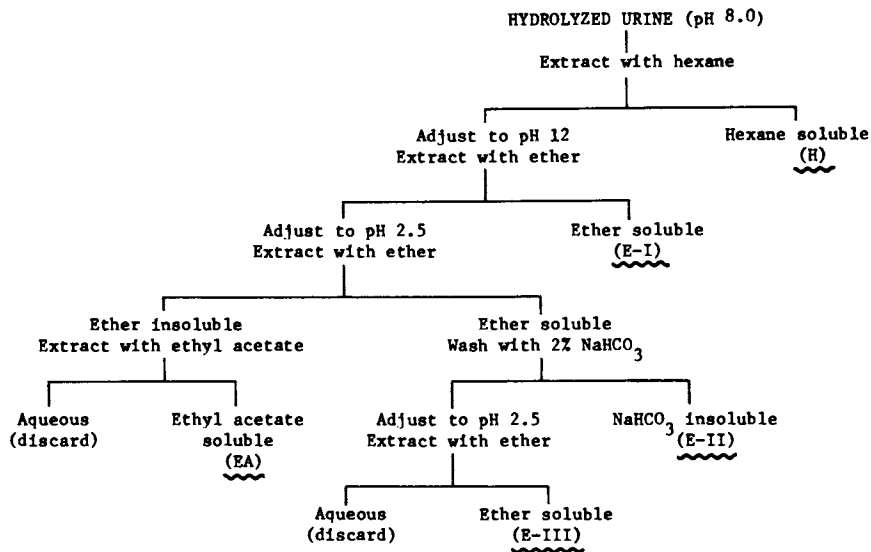 HYDROLYZED URINE (pH 8.0)
Extract with hexane
Adjust to pH 12
Extract with ether
Hexane soluble
(H)
Adjust to pH 2.5
Extract with ether
Ether soluble
(E-I)
Ether insoluble
Extract with ethyl acetate
Ether soluble
Wash with 2% NaHCO3
Aqueous
(discard)
Ethyl acetate
soluble
(EA)
Adjust to pH 2.5
Extract with ether
NaHCO3 insoluble
(E-II)
Aqueous
(discard)
Ether soluble
(E-III)